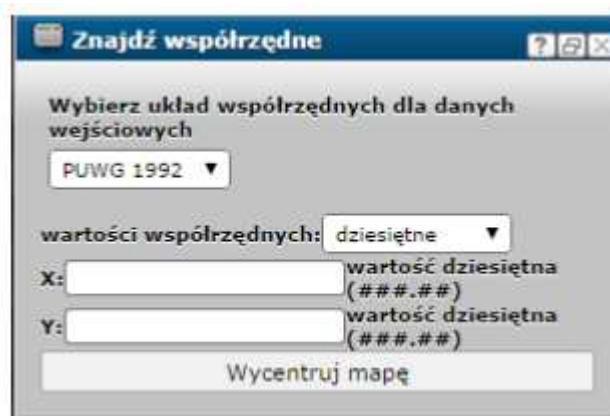 Znajdź współrzędne
?
Wybierz układ współrzędnych dla danych
wejściowych
PUWG 1992
wartości współrzędnych: dziesiętne
X: wartość dziesiętna
(###.##)
Y: wartość dziesiętna
(###.##)
Wycentruj mapę